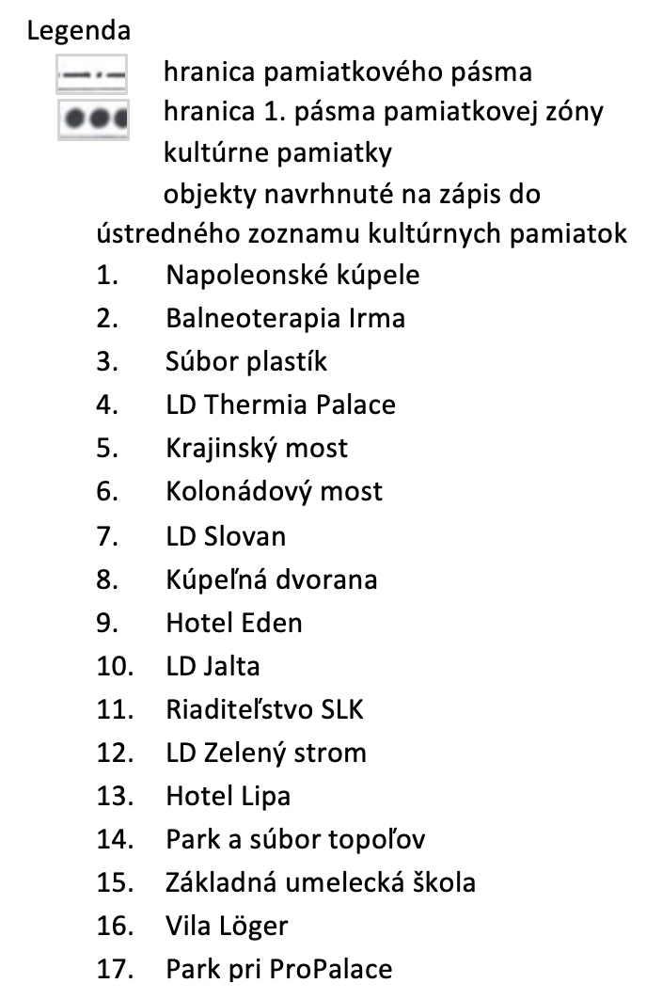 Legenda
hranica pamiatkového pásma
hranica 1. pásma pamiatkovej zóny
kultúrne pamiatky
objekty navrhnuté na zápis do
ústredného zoznamu kultúrnych pamiatok
1. Napoleonské kúpele
2. Balneoterapia Irma
3. Súbor plastík
4. LD Thermia Palace
5. Krajinský most
6. Kolonádový most
7. LD Slovan
8. Kúpeľná dvorana
9. Hotel Eden
10. LD Jalta
11. Riaditeľstvo SLK
12. LD Zelený strom
13. Hotel Lipa
14. Park a súbor topoľov
15. Základná umelecká škola
16. Vila Löger
17. Park pri ProPalace